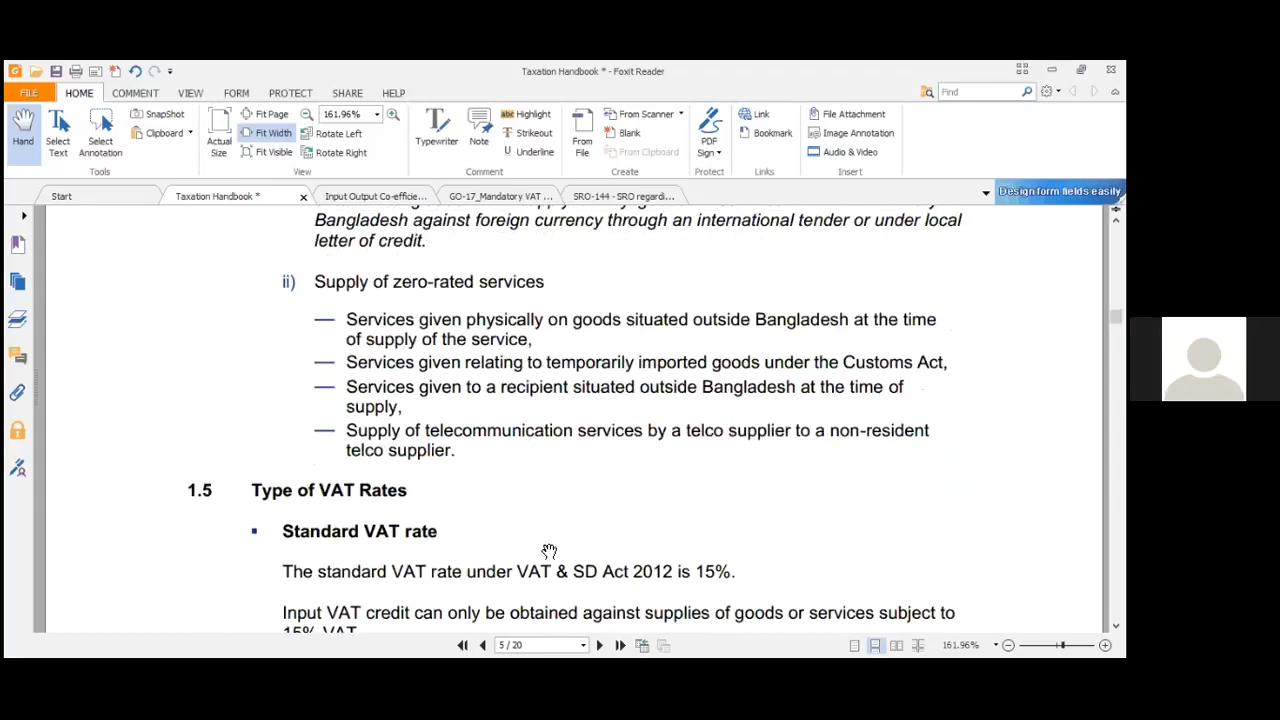 Taxation Handbook * - Foxit Reader
FILE HOME COMMENT VIEW FORM PROTECT SHARE HELP
Find
Hand
Select Text
Select Annotation
SnapShot
Clipboard
Tools
Actual Size
Fit Page
Fit Width
Fit Visible
161.96%
Rotate Left
Rotate Right
View
Typewriter
Note
Highlight
Strikeout
Underline
Comment
From File
From Scanner
Blank
From Clipboard
Create
PDF Sign
Protect
Link
Bookmark
Links
File Attachment
Image Annotation
Audio & Video
Insert
Start
Taxation Handbook *
Input Output Co-efficie...
GO-17_Mandatory VAT ...
SRO-144 - SRO regardi...
Design form fields easily
Bangladesh against foreign currency through an international tender or under local
letter of credit.
ii) Supply of zero-rated services
— Services given physically on goods situated outside Bangladesh at the time
of supply of the service,
— Services given relating to temporarily imported goods under the Customs Act,
— Services given to a recipient situated outside Bangladesh at the time of
supply,
— Supply of telecommunication services by a telco supplier to a non-resident
telco supplier.
1.5 Type of VAT Rates
▪ Standard VAT rate
The standard VAT rate under VAT & SD Act 2012 is 15%.
Input VAT credit can only be obtained against supplies of goods or services subject to
15% VAT
5 / 20
161.96%